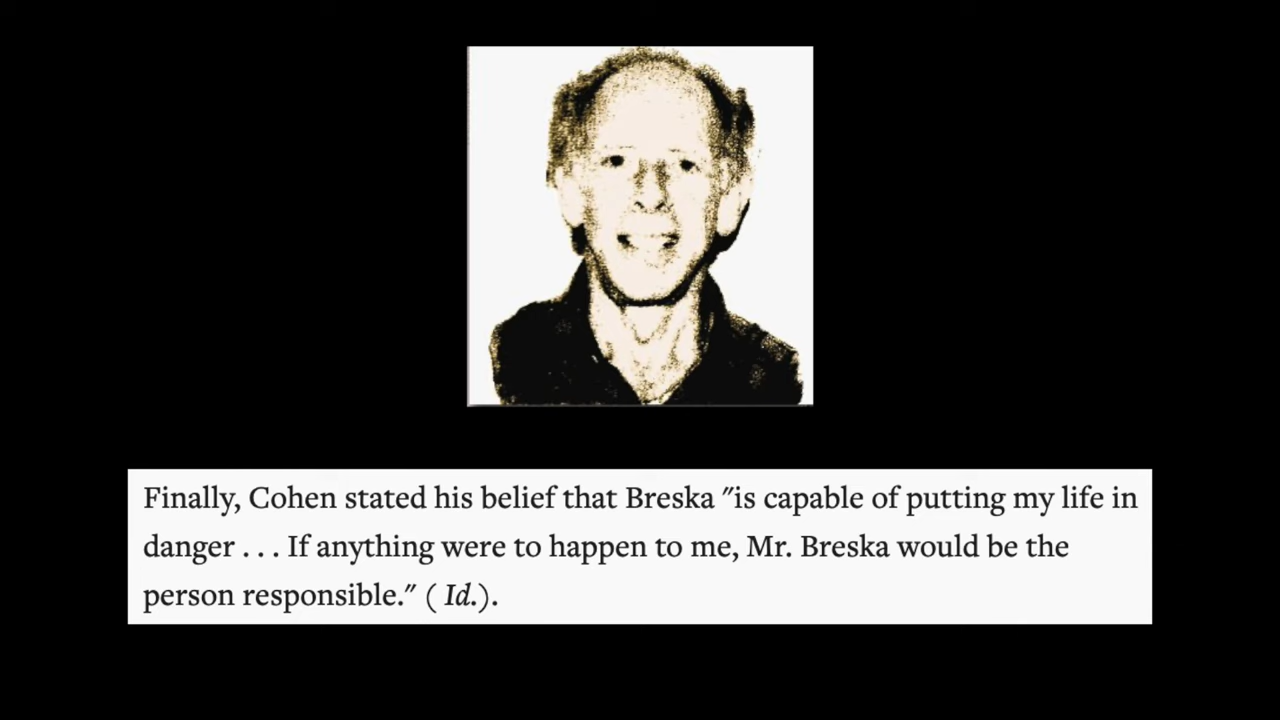 Finally, Cohen stated his belief that Breska "is capable of putting my life in
danger . . . If anything were to happen to me, Mr. Breska would be the
person responsible." ( Id.).